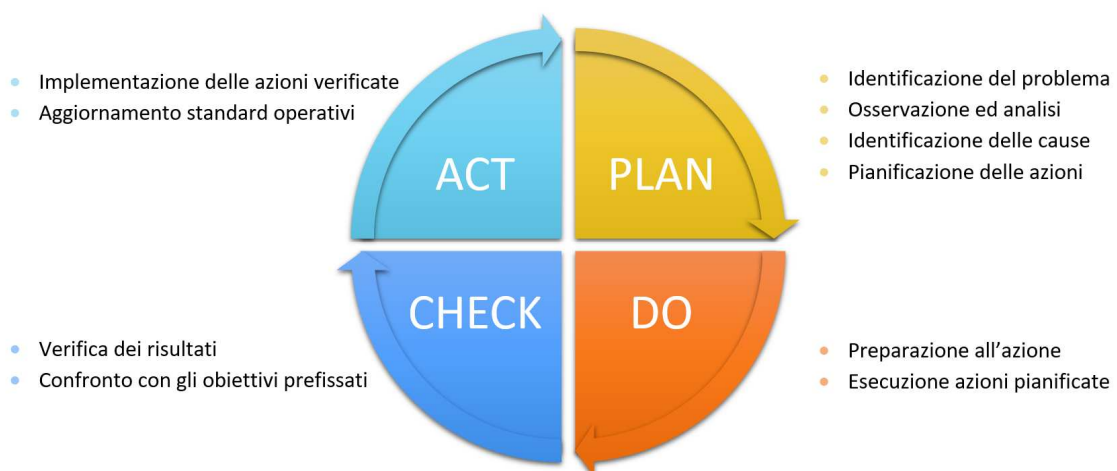 ACT
Implementazione delle azioni verificate
Aggiornamento standard operativi
PLAN
Identificazione del problema
Osservazione ed analisi
Identificazione delle cause
Pianificazione delle azioni
CHECK
Verifica dei risultati
Confronto con gli obiettivi prefissati
DO
Preparazione all’azione
Esecuzione azioni pianificate